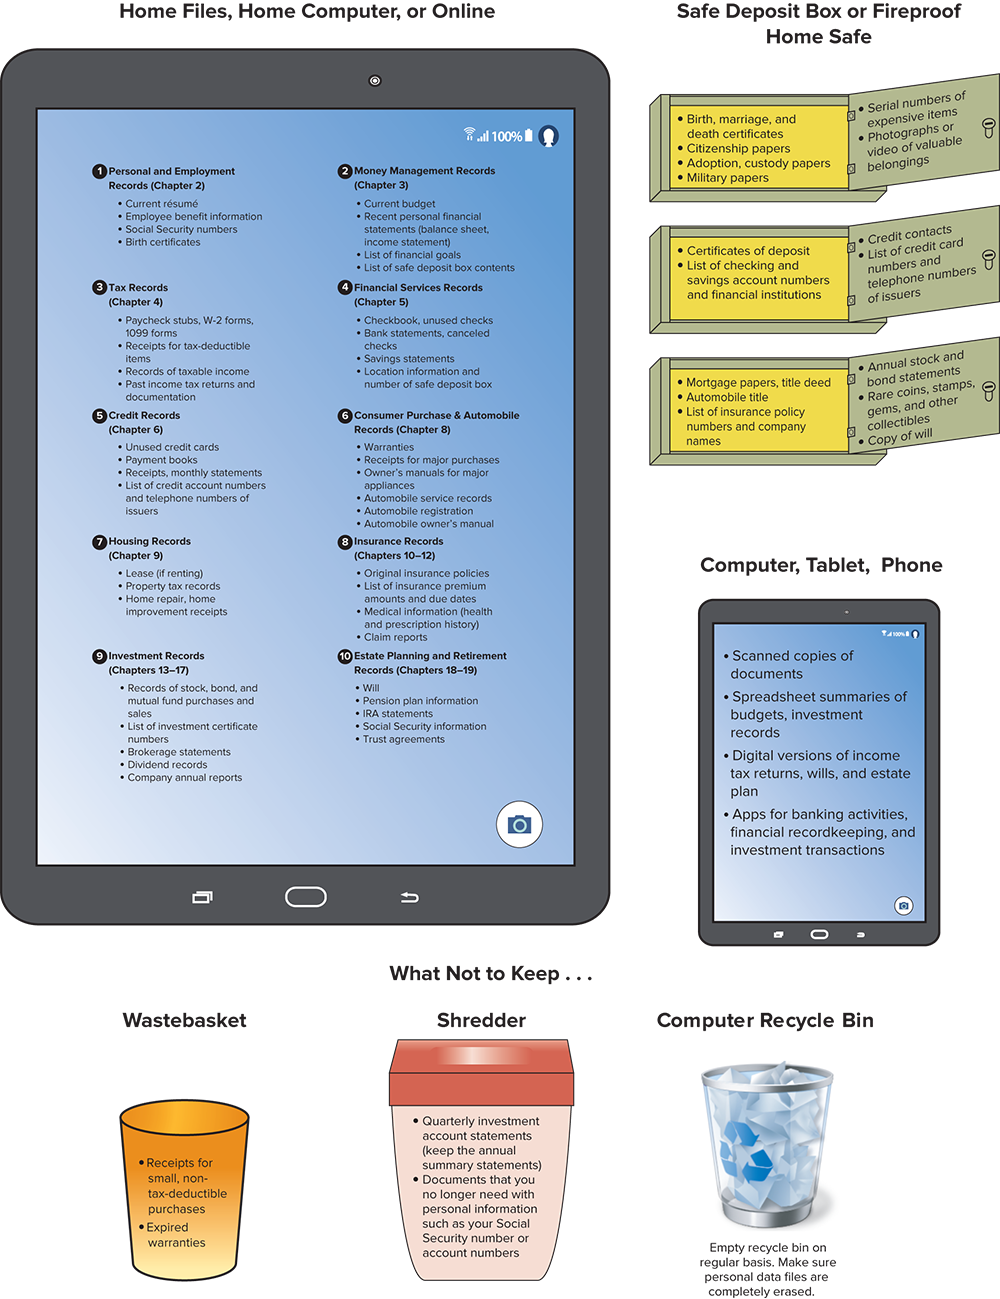 Home Files, Home Computer, or Online
100%
1 Personal and Employment
Records (Chapter 2)
• Current résumé
• Employee benefit information
• Social Security numbers
• Birth certificates
2 Money Management Records
(Chapter 3)
• Current budget
• Recent personal financial
statements (balance sheet,
income statement)
• List of financial goals
• List of safe deposit box contents
3 Tax Records
(Chapter 4)
• Paycheck stubs, W-2 forms,
1099 forms
• Receipts for tax-deductible
items
• Records of taxable income
• Past income tax returns and
documentation
4 Financial Services Records
(Chapter 5)
• Checkbook, unused checks
• Bank statements, canceled
checks
• Savings statements
• Location information and
number of safe deposit box
5 Credit Records
(Chapter 6)
• Unused credit cards
• Payment books
• Receipts, monthly statements
• List of credit account numbers
and telephone numbers of
issuers
6 Consumer Purchase & Automobile
Records (Chapter 8)
• Warranties
• Receipts for major purchases
• Owner's manuals for major
appliances
• Automobile service records
• Automobile registration
• Automobile owner's manual
7 Housing Records
(Chapter 9)
• Lease (if renting)
• Property tax records
• Home repair, home
improvement receipts
8 Insurance Records
(Chapters 10–12)
• Original insurance policies
• List of insurance premium
amounts and due dates
• Medical information (health
and prescription history)
• Claim reports
9 Investment Records
(Chapters 13–17)
• Records of stock, bond, and
mutual fund purchases and
sales
• List of investment certificate
numbers
• Brokerage statements
• Dividend records
• Company annual reports
10 Estate Planning and Retirement
Records (Chapters 18–19)
• Will
• Pension plan information
• IRA statements
• Social Security information
• Trust agreements
Safe Deposit Box or Fireproof
Home Safe
• Birth, marriage, and
death certificates
• Citizenship papers
• Adoption, custody papers
• Military papers
• Serial numbers of
expensive items
• Photographs or
video of valuable
belongings
• Certificates of deposit
• List of checking and
savings account numbers
and financial institutions
• Credit contacts
• List of credit card
numbers and
telephone numbers
of issuers
• Mortgage papers, title deed
• Automobile title
• List of insurance policy
numbers and company
names
• Annual stock and
bond statements
• Rare coins, stamps,
gems, and other
collectibles
• Copy of will
Computer, Tablet, Phone
100%
• Scanned copies of
documents
• Spreadsheet summaries of
budgets, investment
records
• Digital versions of income
tax returns, wills, and estate
plan
• Apps for banking activities,
financial recordkeeping, and
investment transactions
What Not to Keep . . .
Wastebasket
• Receipts for
small, non-
tax-deductible
purchases
• Expired
warranties
Shredder
• Quarterly investment
account statements
(keep the annual
summary statements)
• Documents that you
no longer need with
personal information
such as your Social
Security number or
account numbers
Computer Recycle Bin
Empty recycle bin on
regular basis. Make sure
personal data files are
completely erased.